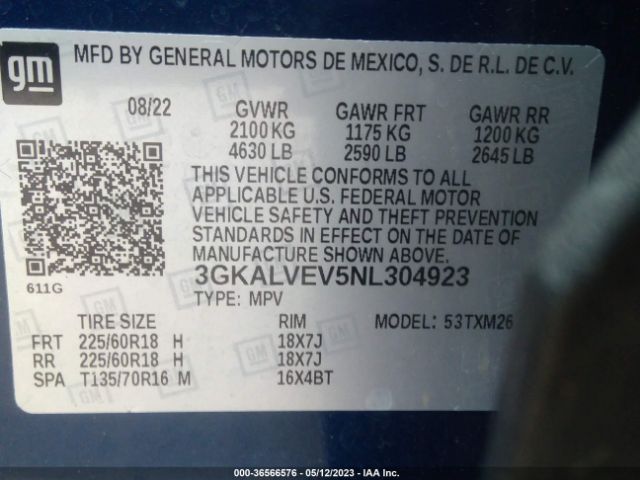 gm
MFD BY GENERAL MOTORS DE MEXICO, S. DE R.L. DE C.V.
08/22 GVWR GAWR FRT GAWR RR
2100 KG 1175 KG 1200 KG
4630 LB 2590 LB 2645 LB
THIS VEHICLE CONFORMS TO ALL
APPLICABLE U.S. FEDERAL MOTOR
VEHICLE SAFETY AND THEFT PREVENTION
STANDARDS IN EFFECT ON THE DATE OF
MANUFACTURE SHOWN ABOVE.
611G
3GKALVEV5NL304923
TYPE: MPV
TIRE SIZE RIM MODEL: 53TXM26
FRT 225/60R18 H 18X7J
RR 225/60R18 H 18X7J
SPA T135/70R16 M 16X4BT
000-36566576 - 05/12/2023 - IAA Inc.